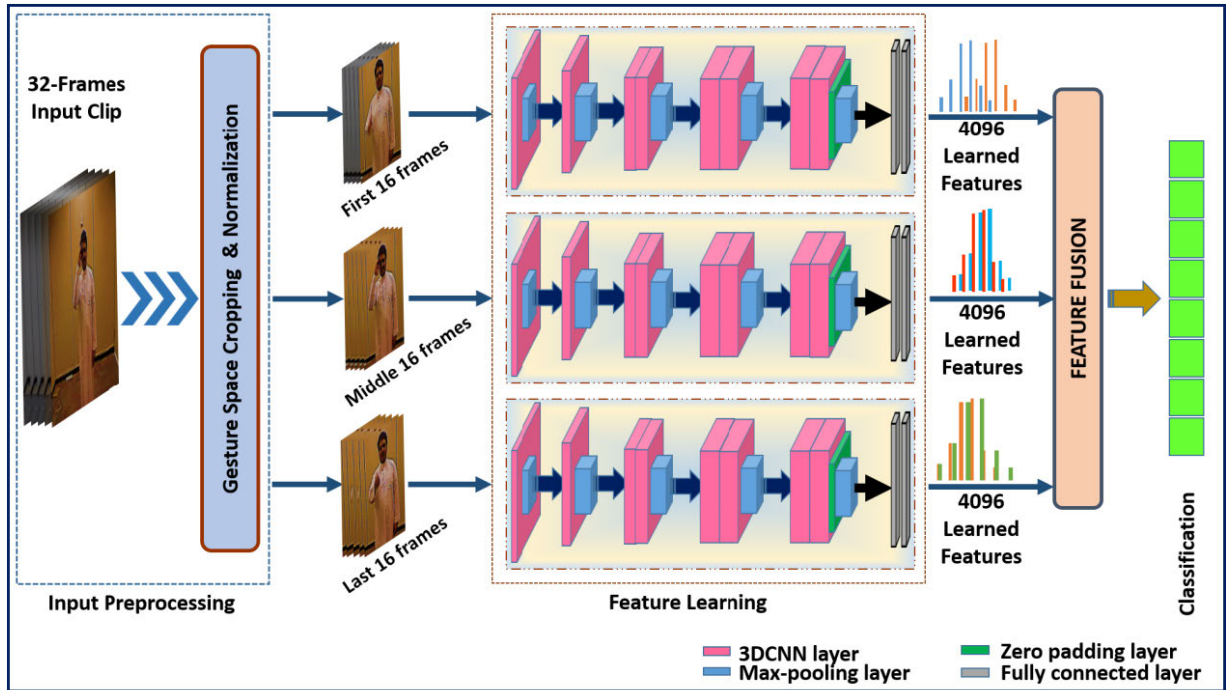 32-Frames
Input Clip
Gesture Space Cropping & Normalization
Input Preprocessing
First 16 frames
Middle 16 frames
Last 16 frames
Feature Learning
4096
Learned
Features
4096
Learned
Features
4096
Learned
Features
FEATURE FUSION
Classification
3DCNN layer
Max-pooling layer
Zero padding layer
Fully connected layer